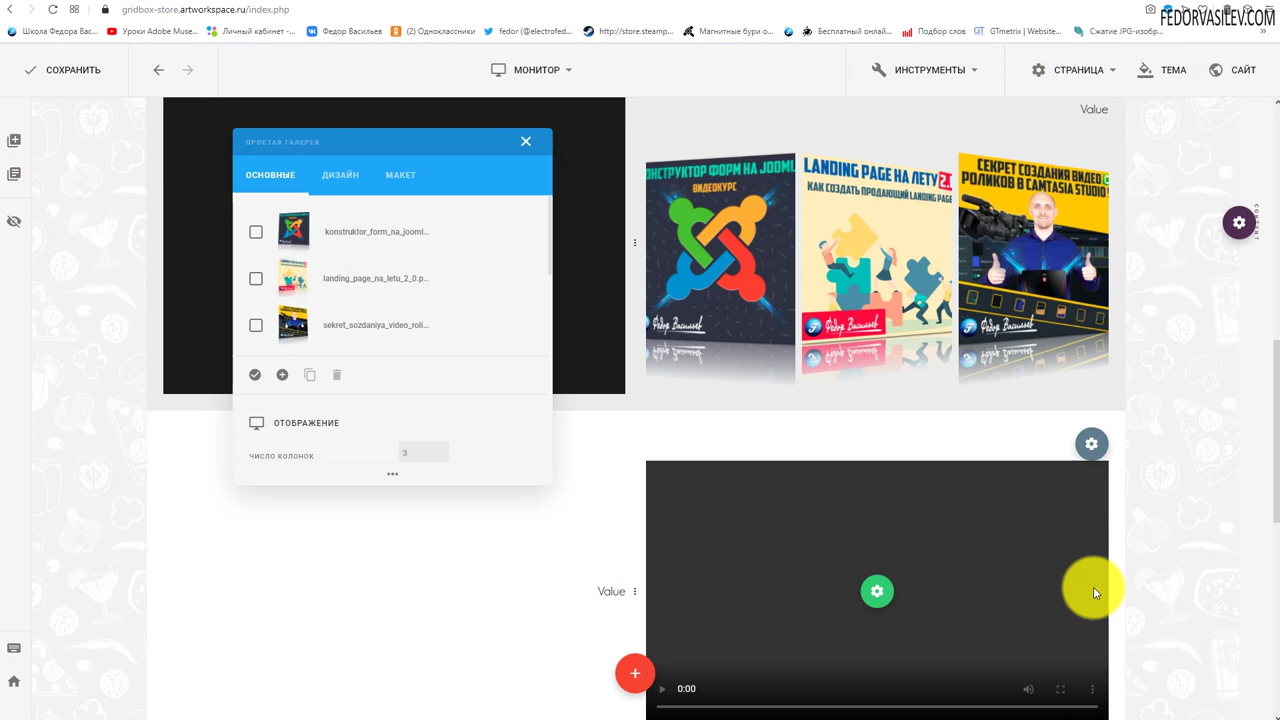 gridbox-store.artworkspace.ru/index.php
FEDORVASILEV.COM
Школа Федора Вас...
Уроки Adobe Muse...
Личный кабинет -...
Федор Васильев
(2) Одноклассники
fedor (@electrofed...
http://store.steamp...
Магнитные бури о...
Бесплатный онлай...
Подбор слов
GTmetrix | Website...
Сжатие JPG-изобр...
СОХРАНИТЬ
МОНИТОР
ИНСТРУМЕНТЫ
СТРАНИЦА
ТЕМА
САЙТ
Value
ПРОСТАЯ ГАЛЕРЕЯ
ОСНОВНЫЕ
ДИЗАЙН
МАКЕТ
konstruktor_form_na_jooml...
landing_page_na_letu_2_0.p...
sekret_sozdaniya_video_roli...
ОТОБРАЖЕНИЕ
ЧИСЛО КОЛОНОК
3
ОНСТРУКТОР ФОРМ НА JOOML
ВИДЕОКУРС
Федор Васильев
LANDING PAGE НА ЛЕТУ 2.0
КАК СОЗДАТЬ ПРОДАЮЩИЙ LANDING PAGE
Федор Васильев
СЕКРЕТ СОЗДАНИЯ ВИДЕО
РОЛИКОВ В CAMTASIA STUDIO
Федор Васильев
Value
0:00